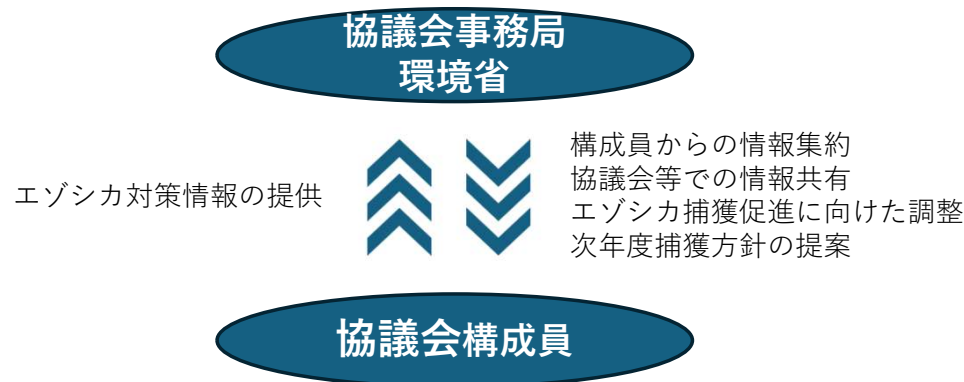 協議会事務局
環境省
エゾシカ対策情報の提供
構成員からの情報集約
協議会等での情報共有
エゾシカ捕獲促進に向けた調整
次年度捕獲方針の提案
協議会構成員